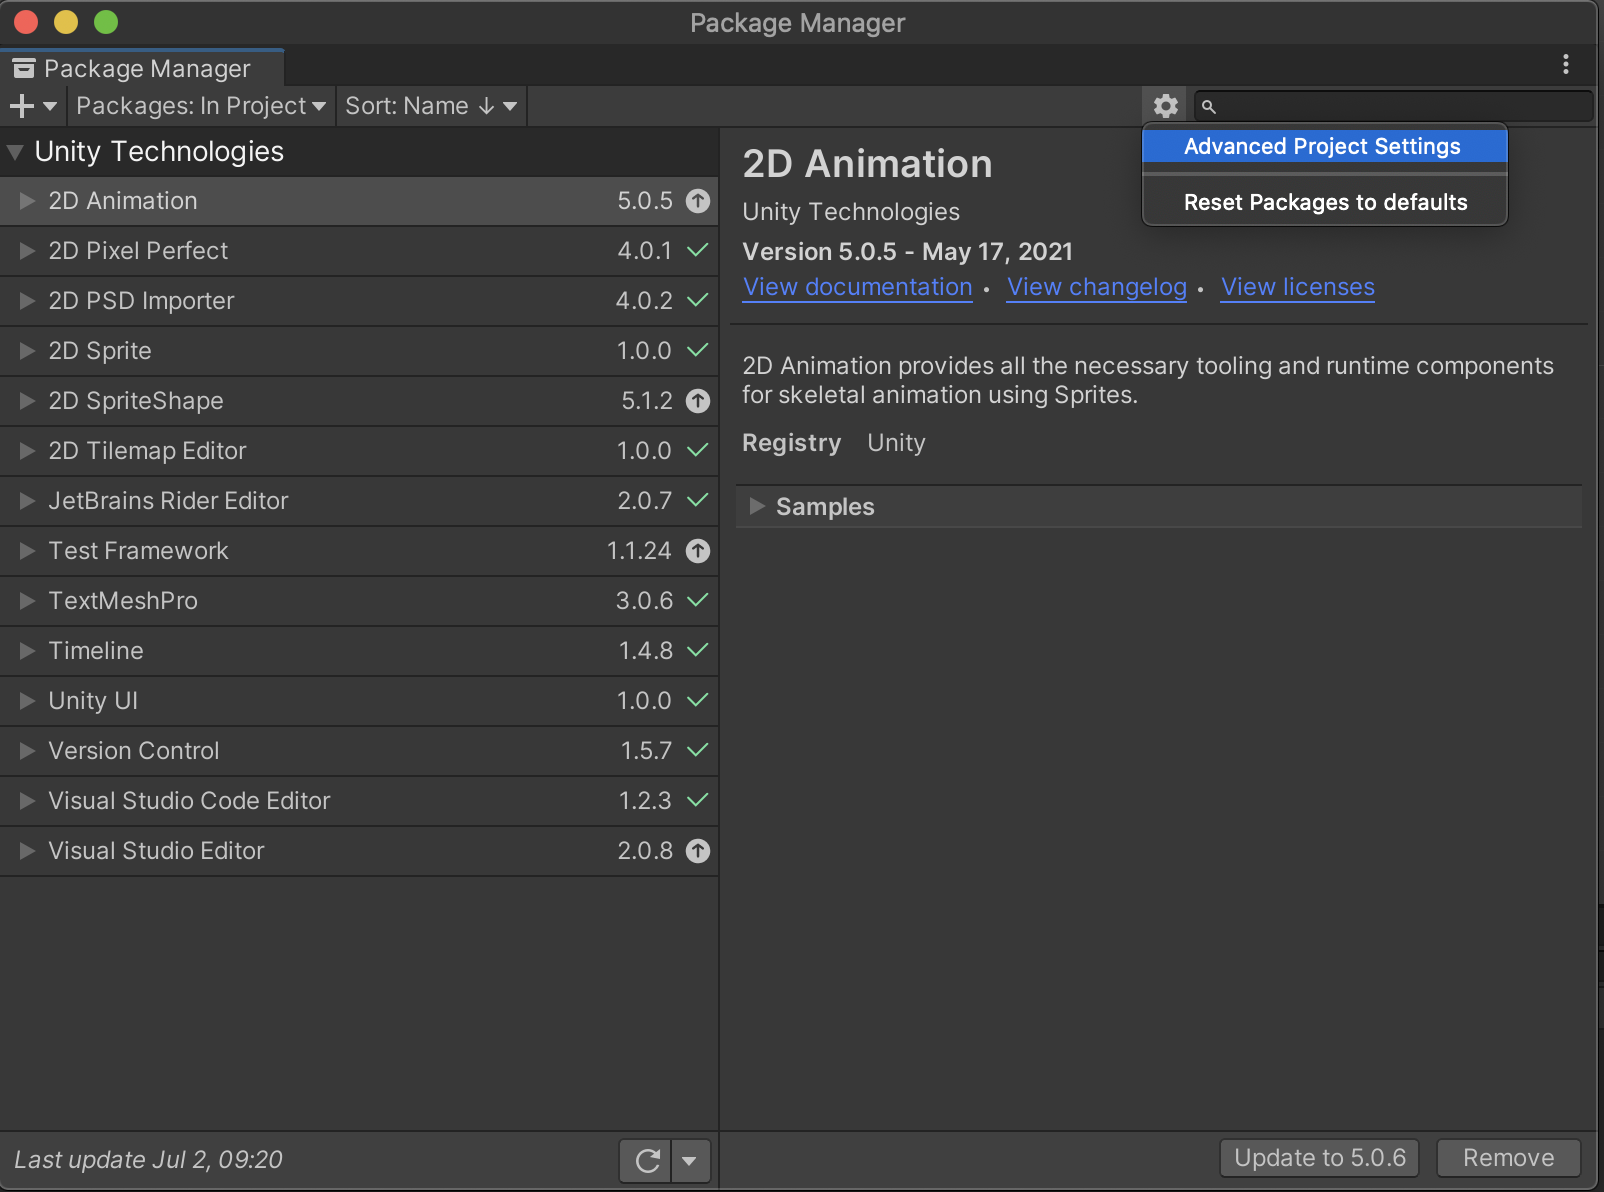 Package Manager
Package Manager
Packages: In Project
Sort: Name ↓
Advanced Project Settings
Reset Packages to defaults
Unity Technologies
2D Animation 5.0.5
2D Pixel Perfect 4.0.1
2D PSD Importer 4.0.2
2D Sprite 1.0.0
2D SpriteShape 5.1.2
2D Tilemap Editor 1.0.0
JetBrains Rider Editor 2.0.7
Test Framework 1.1.24
TextMeshPro 3.0.6
Timeline 1.4.8
Unity UI 1.0.0
Version Control 1.5.7
Visual Studio Code Editor 1.2.3
Visual Studio Editor 2.0.8
Last update Jul 2, 09:20
2D Animation
Unity Technologies
Version 5.0.5 - May 17, 2021
View documentation • View changelog • View licenses
2D Animation provides all the necessary tooling and runtime components
for skeletal animation using Sprites.
Registry Unity
Samples
Update to 5.0.6
Remove